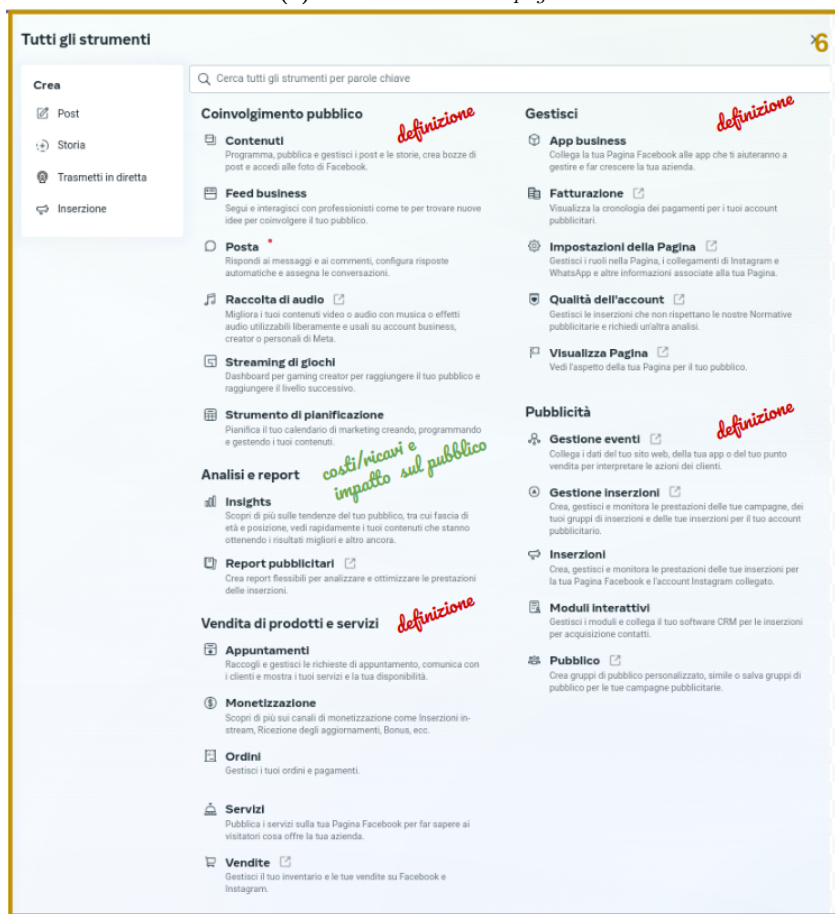 Tutti gli strumenti
6
Crea
Post
Storia
Trasmetti in diretta
Inserzione
Cerca tutti gli strumenti per parole chiave
Coinvolgimento pubblico
definizione
Contenuti
Programma, pubblica e gestisci i post e le storie, crea bozze di
post e accedi alle foto di Facebook.
Feed business
Segui e interagisci con professionisti come te per trovare nuove
idee per coinvolgere il tuo pubblico.
Posta
Rispondi ai messaggi e ai commenti, configura risposte
automatiche e assegna le conversazioni.
Raccolta di audio
Migliora i tuoi contenuti video o audio con musica o effetti
audio utilizzabili liberamente e usali su account business,
creator o personali di Meta.
Streaming di giochi
Dashboard per gaming creator per raggiungere il tuo pubblico e
raggiungere il livello successivo.
Strumento di pianificazione
Pianifica il tuo calendario di marketing creando, programmando
e gestendo i tuoi contenuti.
costi/ricavi e
impatto sul pubblico
Analisi e report
Insights
Scopri di più sulle tendenze del tuo pubblico, tra cui fascia di
età e posizione, vedi rapidamente i tuoi contenuti che stanno
ottenendo i risultati migliori e altro ancora.
Report pubblicitari
Crea report flessibili per analizzare e ottimizzare le prestazioni
delle inserzioni.
Vendita di prodotti e servizi
definizione
Appuntamenti
Raccogli e gestisci le richieste di appuntamento, comunica con
i clienti e mostra i tuoi servizi e la tua disponibilità.
Monetizzazione
Scopri di più sui canali di monetizzazione come Inserzioni in-
stream, Ricezione degli aggiornamenti, Bonus, ecc.
Ordini
Gestisci i tuoi ordini e pagamenti.
Servizi
Pubblica i servizi sulla tua Pagina Facebook per far sapere ai
visitatori cosa offre la tua azienda.
Vendite
Gestisci il tuo inventario e le tue vendite su Facebook e
Instagram.
Gestisci
definizione
App business
Collega la tua Pagina Facebook alle app che ti aiuteranno a
gestire e far crescere la tua azienda.
Fatturazione
Visualizza la cronologia dei pagamenti per i tuoi account
pubblicitari.
Impostazioni della Pagina
Gestisci i ruoli nella Pagina, i collegamenti di Instagram e
WhatsApp e altre informazioni associate alla tua Pagina.
Qualità dell'account
Gestisci le inserzioni che non rispettano le nostre Normative
pubblicitarie e richiedi un'altra analisi.
Visualizza Pagina
Vedi l'aspetto della tua Pagina per il tuo pubblico.
Pubblicità
definizione
Gestione eventi
Collega i dati del tuo sito web, della tua app o del tuo punto
vendita per interpretare le azioni dei clienti.
Gestione inserzioni
Crea, gestisci e monitora le prestazioni delle tue campagne, dei
tuoi gruppi di inserzioni e delle tue inserzioni per il tuo account
pubblicitario.
Inserzioni
Crea, gestisci e monitora le prestazioni delle tue inserzioni per
la tua Pagina Facebook e l'account Instagram collegato.
Moduli interattivi
Gestisci i moduli e collega il tuo software CRM per le inserzioni
per acquisizione contatti.
Pubblico
Crea gruppi di pubblico personalizzato, simile o salva gruppi di
pubblico per le tue campagne pubblicitarie.